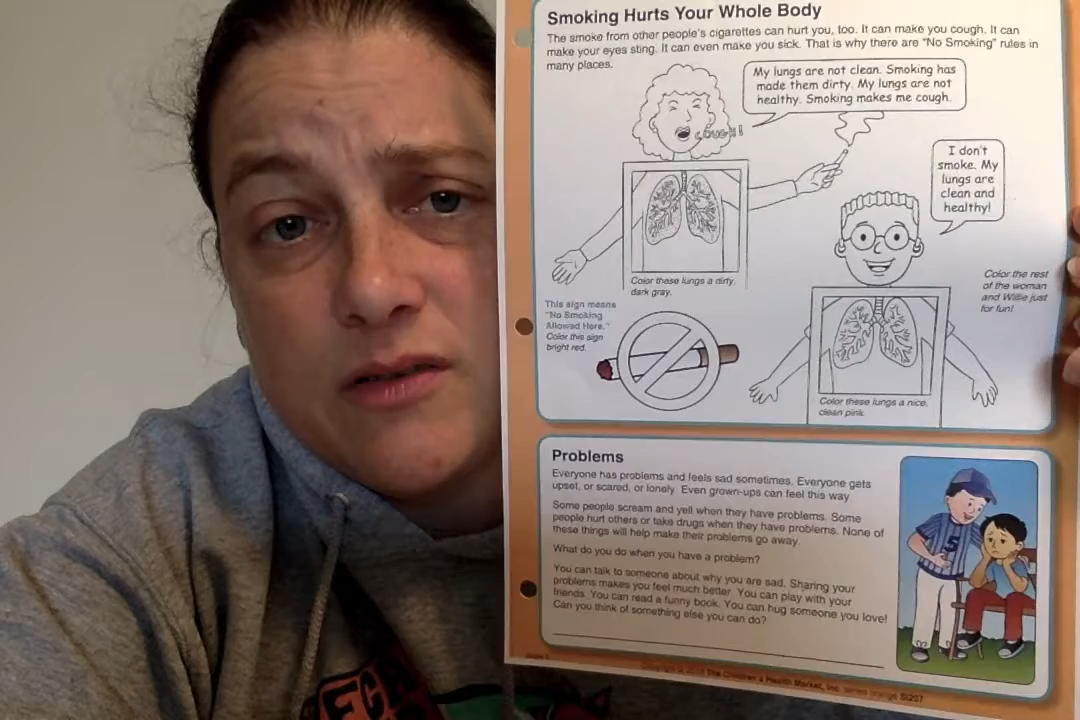 Smoking Hurts Your Whole Body
The smoke from other people's cigarettes can hurt you, too. It can make you cough. It can
make your eyes sting. It can even make you sick. That is why there are "No Smoking" rules in
many places.
My lungs are not clean. Smoking has
made them dirty. My lungs are not
healthy. Smoking makes me cough.
COUGH!
I don't
smoke. My
lungs are
clean and
healthy!
Color these lungs a dirty,
dark gray.
Color the rest
of the woman
and Willie just
for fun!
This sign means
"No Smoking
Allowed Here."
Color this sign
bright red.
Color these lungs a nice,
clean pink.
Problems
Everyone has problems and feels sad sometimes. Everyone gets
upset, or scared, or lonely. Even grown-ups can feel this way.
Some people scream and yell when they have problems. Some
people hurt others or take drugs when they have problems. None of
these things will help make their problems go away.
What do you do when you have a problem?
You can talk to someone about why you are sad. Sharing your
problems makes you feel much better. You can play with your
friends. You can read a funny book. You can hug someone you love!
Can you think of something else you can do?
5
The Children's Health Market, Inc.